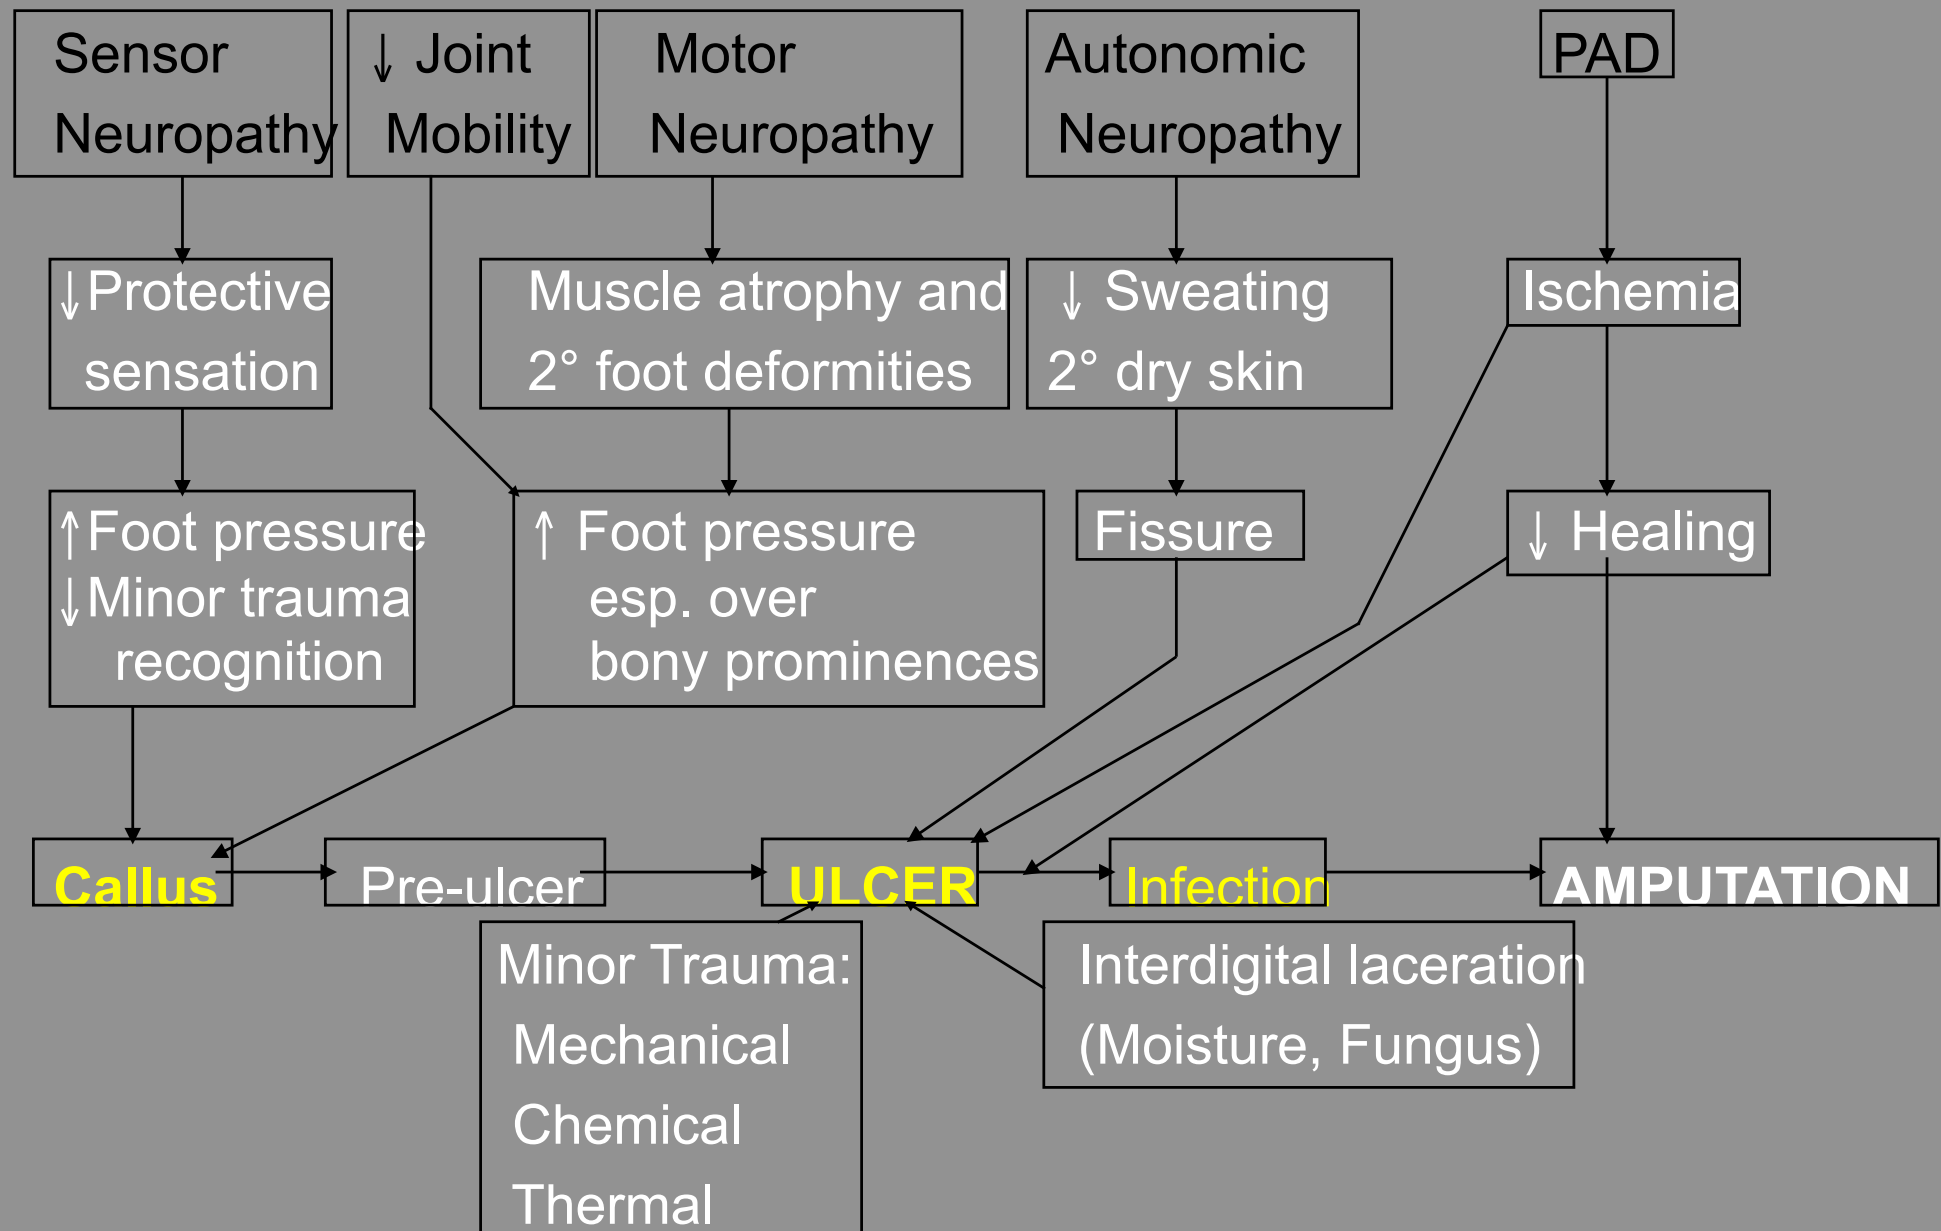 Sensor
Neuropathy
↓ Joint
Mobility
Motor
Neuropathy
Autonomic
Neuropathy
PAD
↓Protective
sensation
Muscle atrophy and
2° foot deformities
↓ Sweating
2° dry skin
Ischemia
↑Foot pressure
↓Minor trauma
recognition
↑ Foot pressure
esp. over
bony prominences
Fissure
↓ Healing
Callus
Pre-ulcer
ULCER
Infection
AMPUTATION
Minor Trauma:
Mechanical
Chemical
Thermal
Interdigital laceration
(Moisture, Fungus)